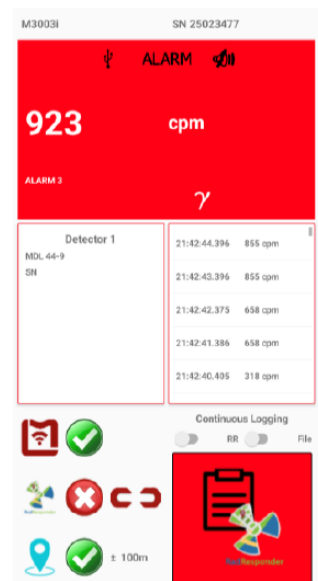 M3003i SN 25023477
ALARM
923 cpm
ALARM 3
γ
Detector 1
MDL 44-9
SN
21:42:44.396 855 cpm
21:42:43.396 855 cpm
21:42:42.375 658 cpm
21:42:41.386 658 cpm
21:42:40.405 318 cpm
Continuous Logging
RR File
RadResponder
± 100m
RadResponder